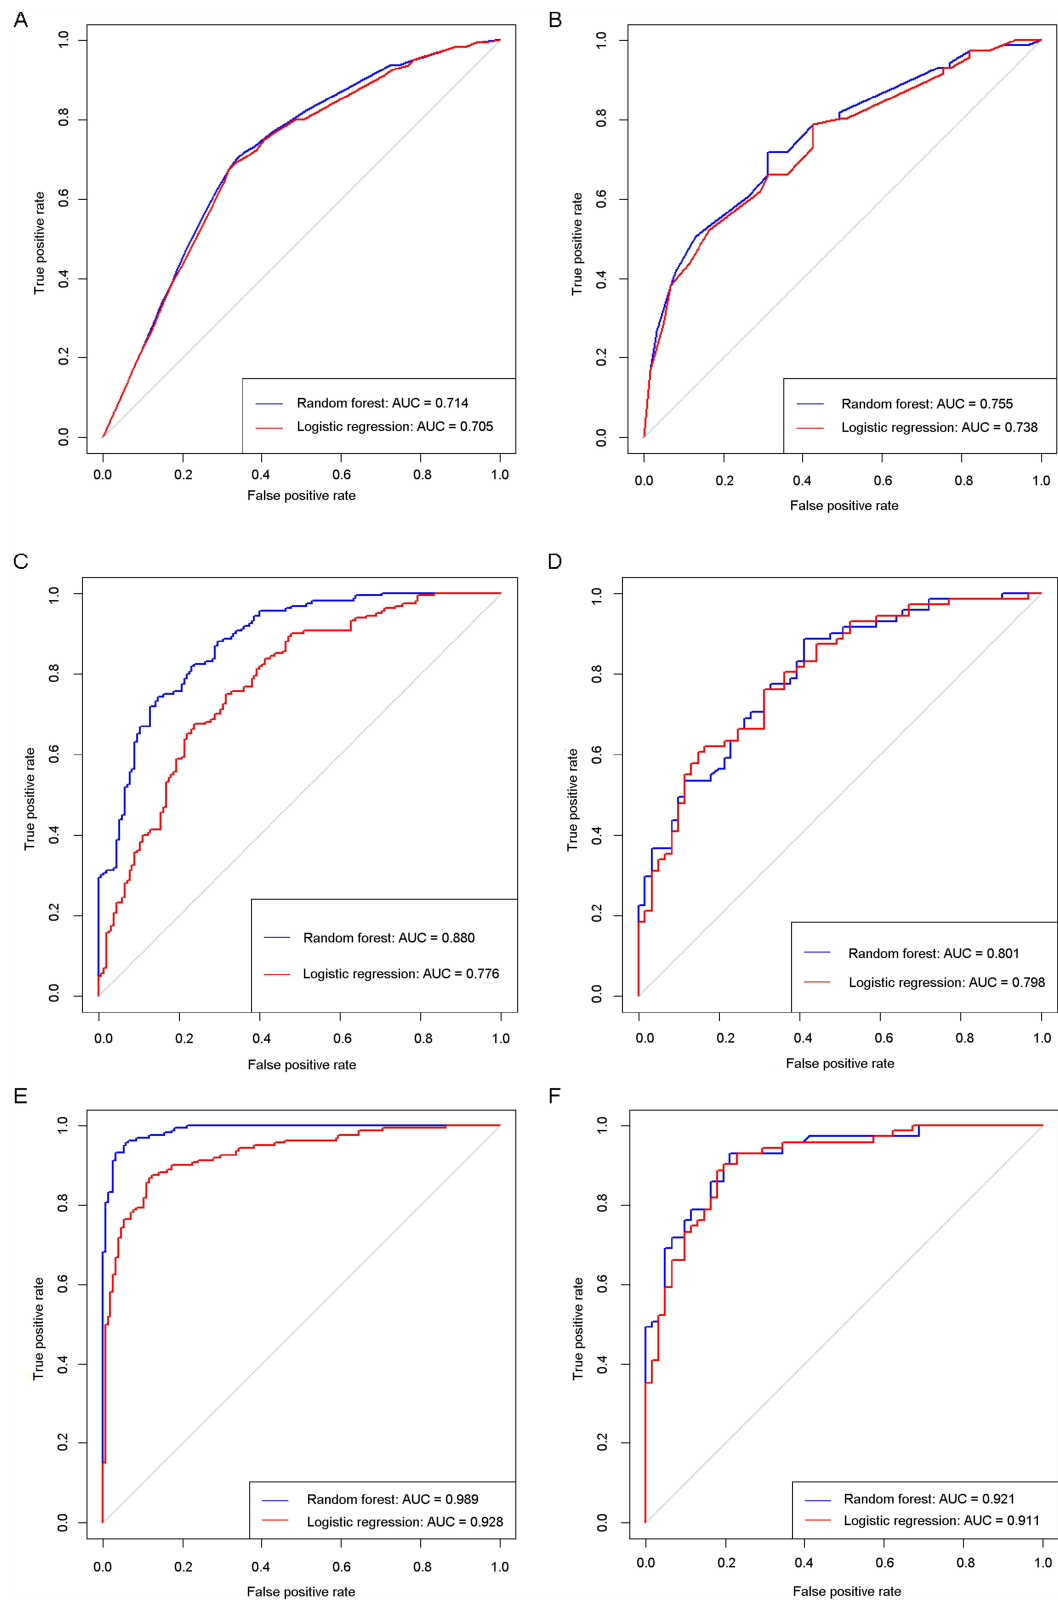 A
B
1.0
0.8
0.6
0.4
0.2
0.0
True positive rate
Random forest: AUC = 0.714
Logistic regression: AUC = 0.705
0.0 0.2 0.4 0.6 0.8 1.0
False positive rate
1.0
0.8
0.6
0.4
0.2
0.0
True positive rate
Random forest: AUC = 0.755
Logistic regression: AUC = 0.738
0.0 0.2 0.4 0.6 0.8 1.0
False positive rate
C
D
1.0
0.8
0.6
0.4
0.2
0.0
True positive rate
Random forest: AUC = 0.880
Logistic regression: AUC = 0.776
0.0 0.2 0.4 0.6 0.8 1.0
False positive rate
1.0
0.8
0.6
0.4
0.2
0.0
True positive rate
Random forest: AUC = 0.801
Logistic regression: AUC = 0.798
0.0 0.2 0.4 0.6 0.8 1.0
False positive rate
E
F
1.0
0.8
0.6
0.4
0.2
0.0
True positive rate
Random forest: AUC = 0.989
Logistic regression: AUC = 0.928
0.0 0.2 0.4 0.6 0.8 1.0
False positive rate
1.0
0.8
0.6
0.4
0.2
0.0
True positive rate
Random forest: AUC = 0.921
Logistic regression: AUC = 0.911
0.0 0.2 0.4 0.6 0.8 1.0
False positive rate